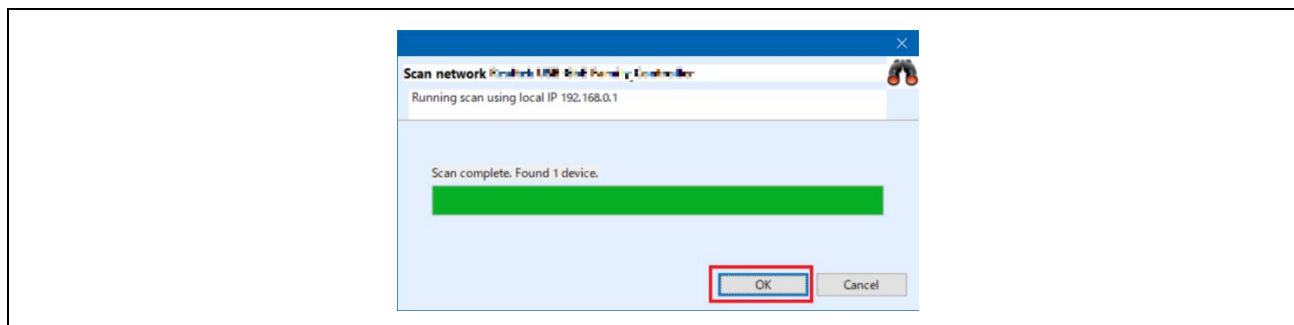 Scan network
Running scan using local IP 192.168.0.1
Scan complete. Found 1 device.
OK
Cancel